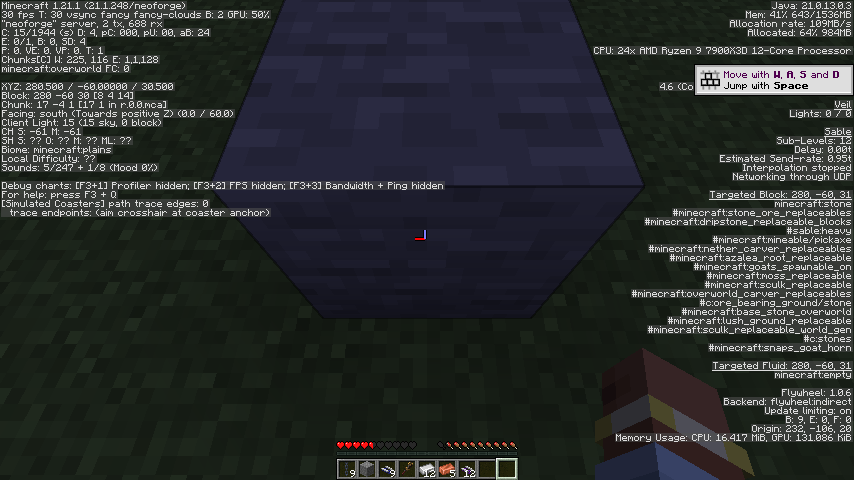 Minecraft 1.21.1 (21.1.248/neoforge)
30 fps T: 30 vsync fancy fancy-clouds B: 2 GPU: 50%
"neoforge" server, 2 tx, 688 rx
C: 15/1944 (s) D: 4, pC: 000, pU: 00, aB: 24
E: 0/1, B: 0, SD: 4
P: 0. VE: 0. VF: 0. T: 1
Chunks[C] W: 225, 116 E: 1,1,128
minecraft:overworld FC: 0
XYZ: 280.500 / -60.00000 / 30.500
Block: 280 -60 30 [8 4 14]
Chunk: 17 -4 1 [17 1 in r.0.0.mca]
Facing: south (Towards positive Z) (0.0 / 60.0)
Client Light: 15 (15 sky, 0 block)
CH S: -61 M: -61
SH S: ?? O: ?? M: ?? ML: ??
Biome: minecraft:plains
Local Difficulty: ??
Sounds: 5/247 + 1/8 (Mood 0%)
Debug charts: [F3+1] Profiler hidden; [F3+2] FPS hidden; [F3+3] Bandwidth + Ping hidden
For help: press F3 + Q
[Simulated Coasters] path trace edges: 0
trace endpoints: (aim crosshair at coaster anchor)
Java: 21.0.13.0.3
Mem: 41% 643/1536MB
Allocation rate: 109MB/s
Allocated: 64% 984MB
CPU: 24x AMD Ryzen 9 7900X3D 12-Core Processor
Move with W, A, S and D
Jump with Space
4.6 (Co
Veil
Lights: 0 / 0
Sable
Sub-Levels: 12
Delay: 0.00t
Estimated Send-rate: 0.95t
Interpolation stopped
Networking through UDP
Targeted Block: 280, -60, 31
minecraft:stone
#minecraft:stone_ore_replaceables
#minecraft:dripstone_replaceable_blocks
#sable:heavy
#minecraft:mineable/pickaxe
#minecraft:nether_carver_replaceables
#minecraft:azalea_root_replaceable
#minecraft:goats_spawnable_on
#minecraft:moss_replaceable
#minecraft:sculk_replaceable
#minecraft:overworld_carver_replaceables
#c:ore_bearing_ground/stone
#minecraft:base_stone_overworld
#minecraft:lush_ground_replaceable
#minecraft:sculk_replaceable_world_gen
#c:stones
#minecraft:snaps_goat_horn
Targeted Fluid: 280, -60, 31
minecraft:empty
Flywheel: 1.0.6
Backend: flywheel:indirect
Update limiting: on
B: 9, E: 0, F: 0
Origin: 232, -106, 20
Memory Usage: CPU: 16.417 MiB, GPU: 131.086 KiB
9
9
12
5
12